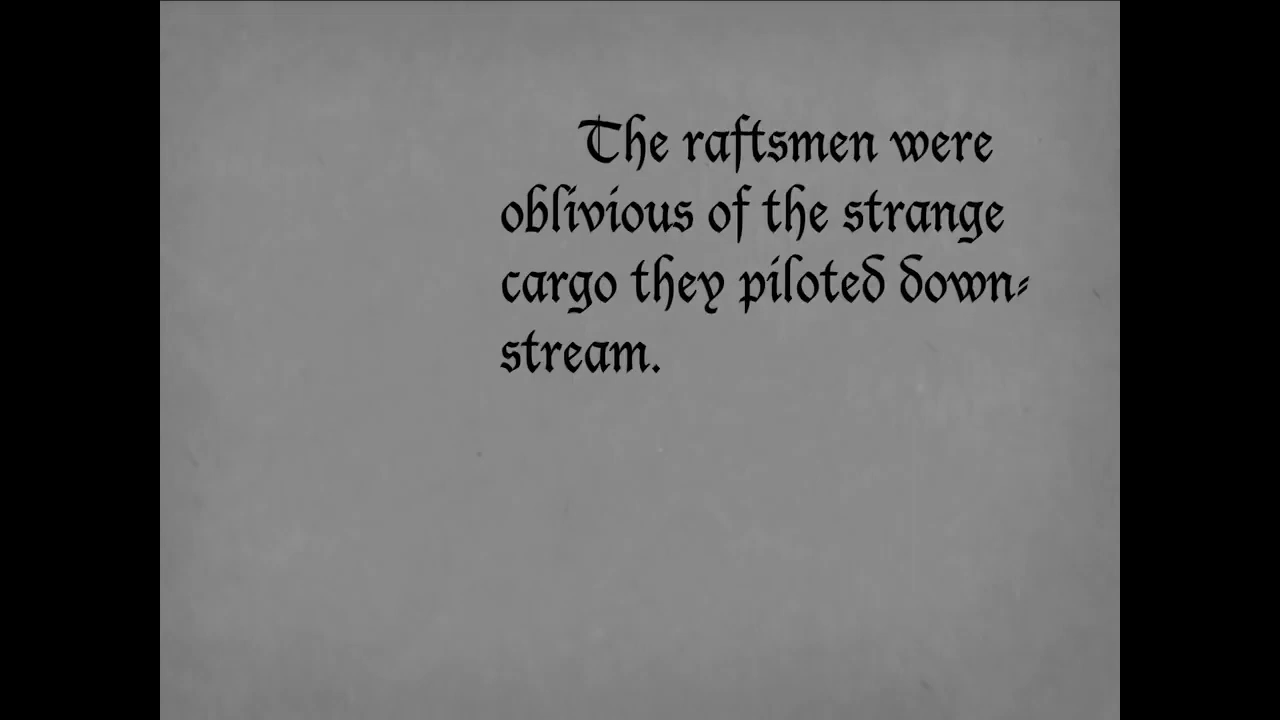 The raftsmen were
oblivious of the strange
cargo they piloted down-
stream.